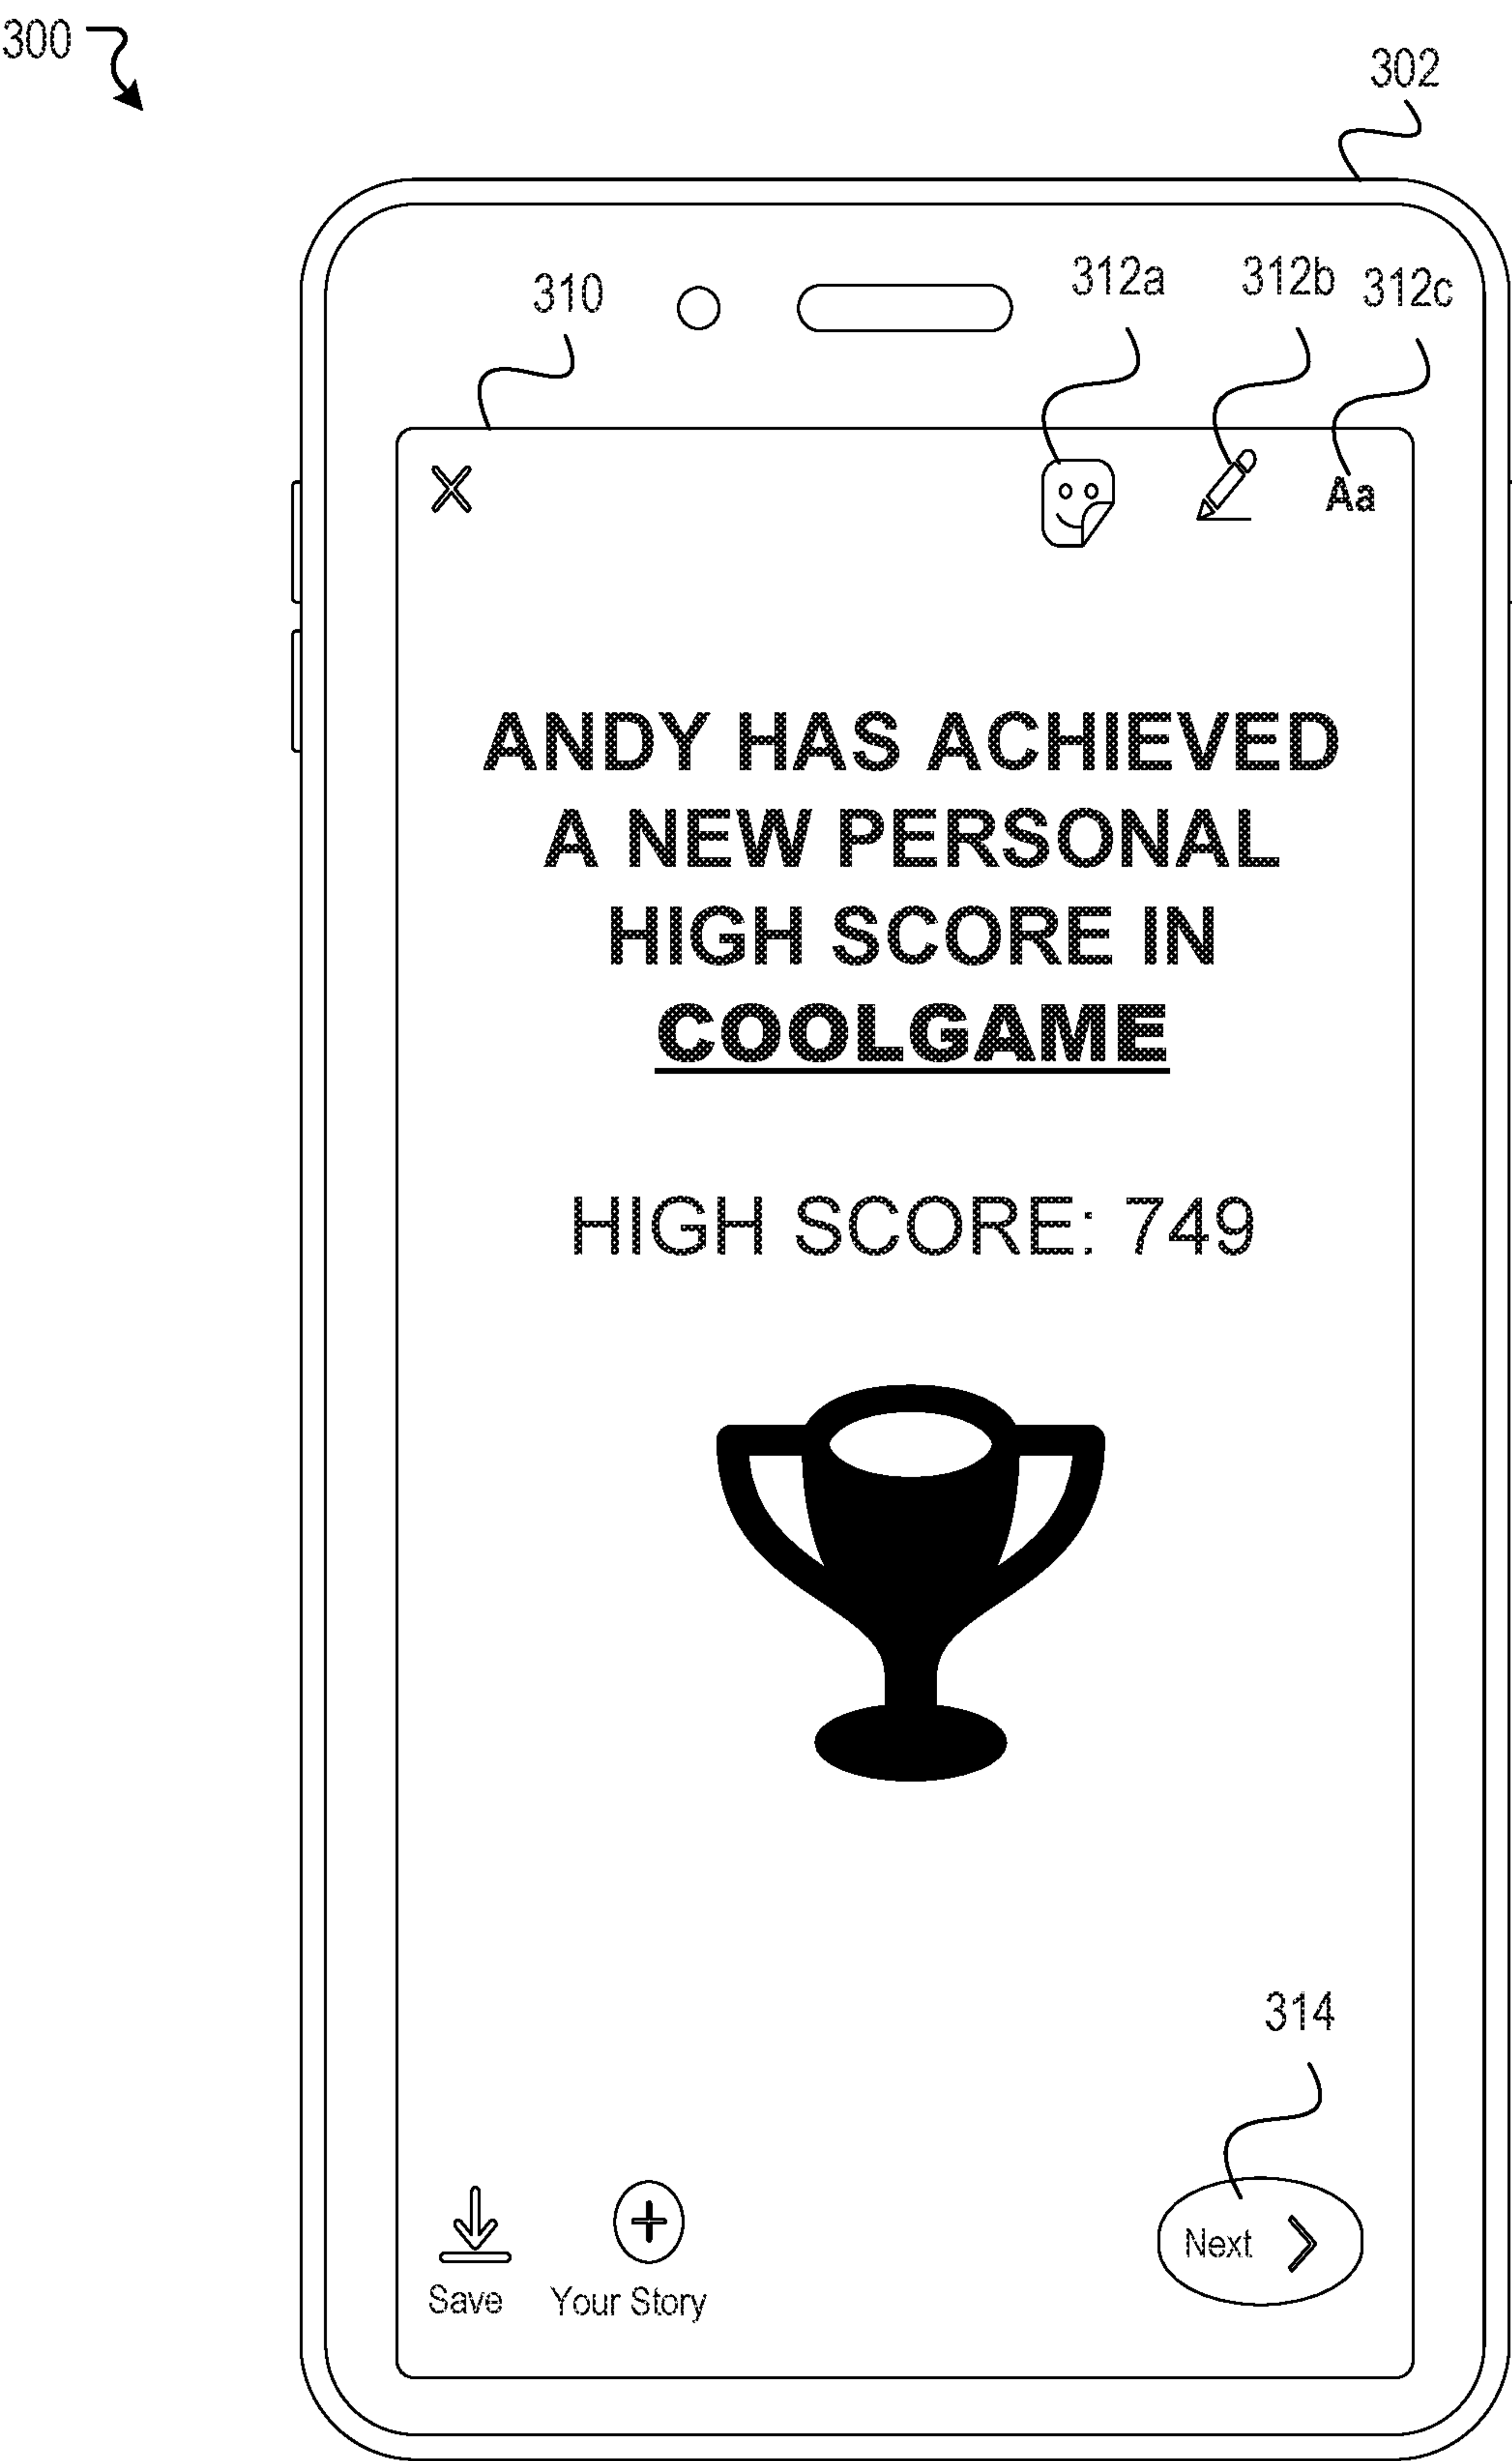 300
302
310
312a
312b
312c
Aa
ANDY HAS ACHIEVED
A NEW PERSONAL
HIGH SCORE IN
COOLGAME
HIGH SCORE: 749
314
Next
Save
Your Story